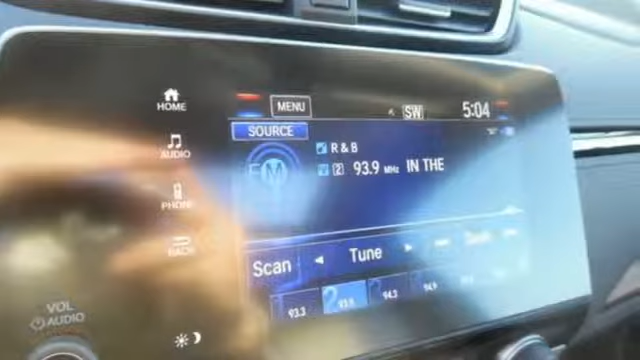 HOME
AUDIO
PHONE
BACK
VOL
AUDIO
MENU
SW
5:04
SOURCE
FM
R & B
2 93.9 MHz IN THE
Scan Tune
93.3 2 93.9 94.3 94.9